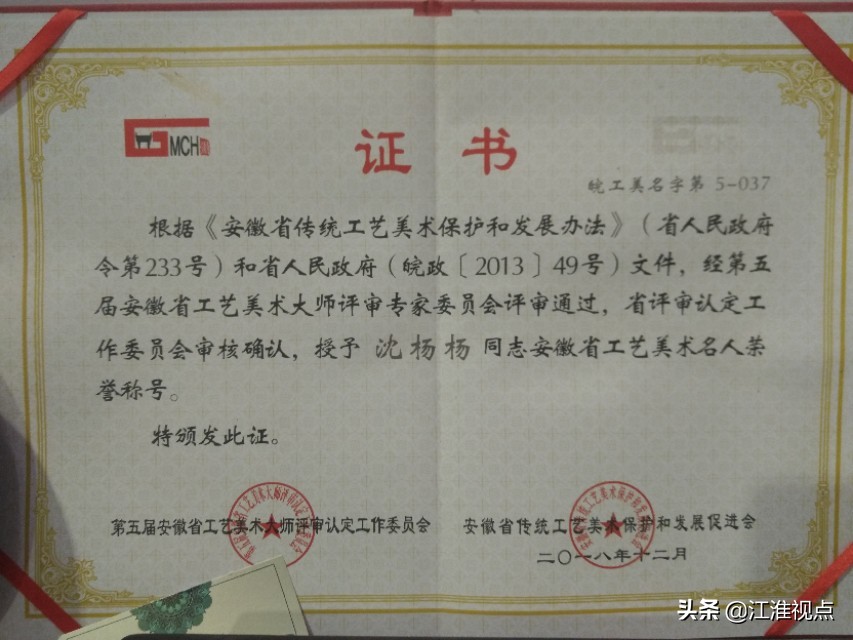 MCH
证书
皖工美名字第 5-037
根据《安徽省传统工艺美术保护和发展办法》（省人民政府
令第233号）和省人民政府（皖政〔2013〕49号）文件，经第五
届安徽省工艺美术大师评审专家委员会评审通过，省评审认定工
作委员会审核确认，授予 沈杨杨 同志安徽省工艺美术名人荣
誉称号。
特颁发此证。
第五届安徽省工艺美术大师评审认定工作委员会
安徽省传统工艺美术保护和发展促进会
二〇一八年十二月
头条 @江淮视点